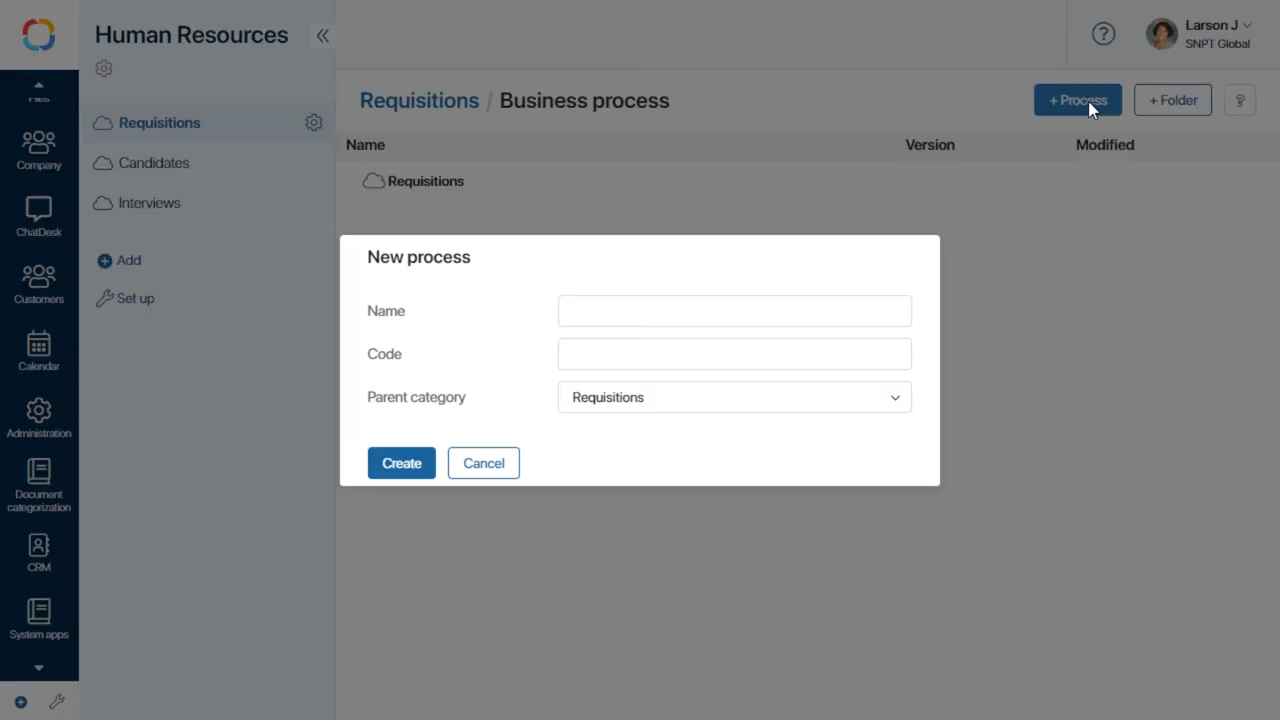 Human Resources
Larson J
SNPT Global
Requisitions / Business process
+ Process
+ Folder
Name
Version
Modified
Requisitions
Company
ChatDesk
Customers
Calendar
Administration
Document
categorization
CRM
System apps
Requisitions
Candidates
Interviews
Add
Set up
New process
Name
Code
Parent category
Requisitions
Create
Cancel